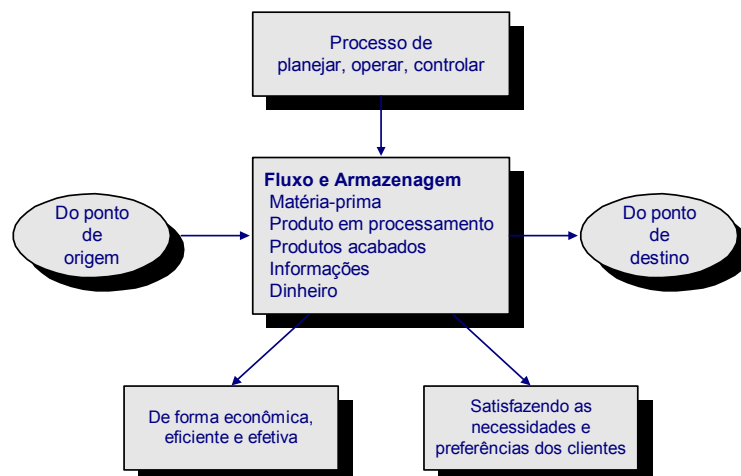 Processo de
planejar, operar, controlar
Fluxo e Armazenagem
Matéria-prima
Produto em processamento
Produtos acabados
Informações
Dinheiro
Do ponto
de
origem
Do ponto
de
destino
De forma econômica,
eficiente e efetiva
Satisfazendo as
necessidades e
preferências dos clientes